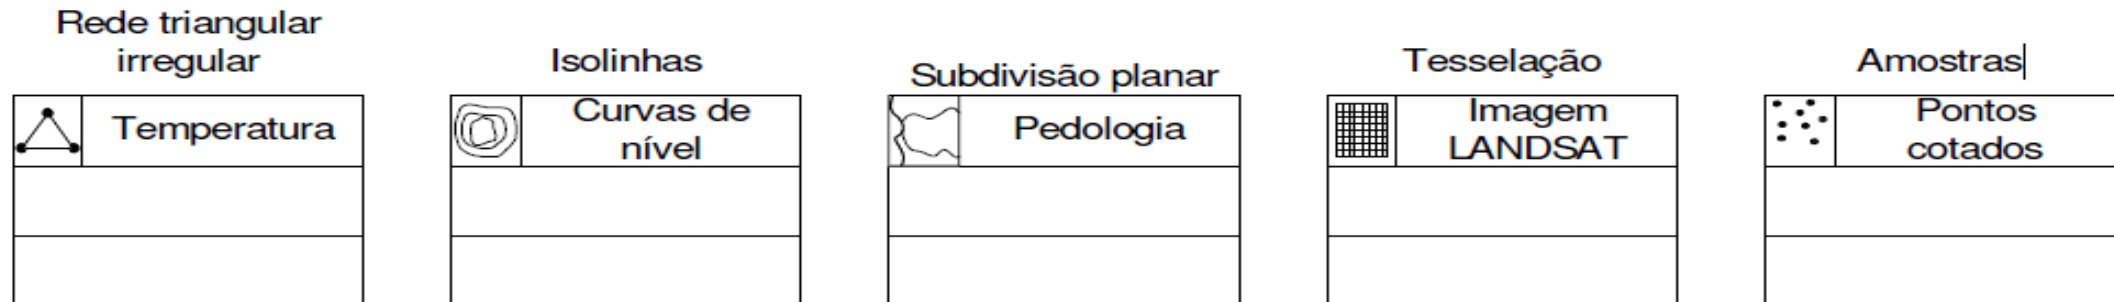 Rede triangular
irregular
Temperatura
Isolinhas
Curvas de
nível
Subdivisão planar
Pedologia
Tesselação
Imagem
LANDSAT
Amostras
Pontos
cotados